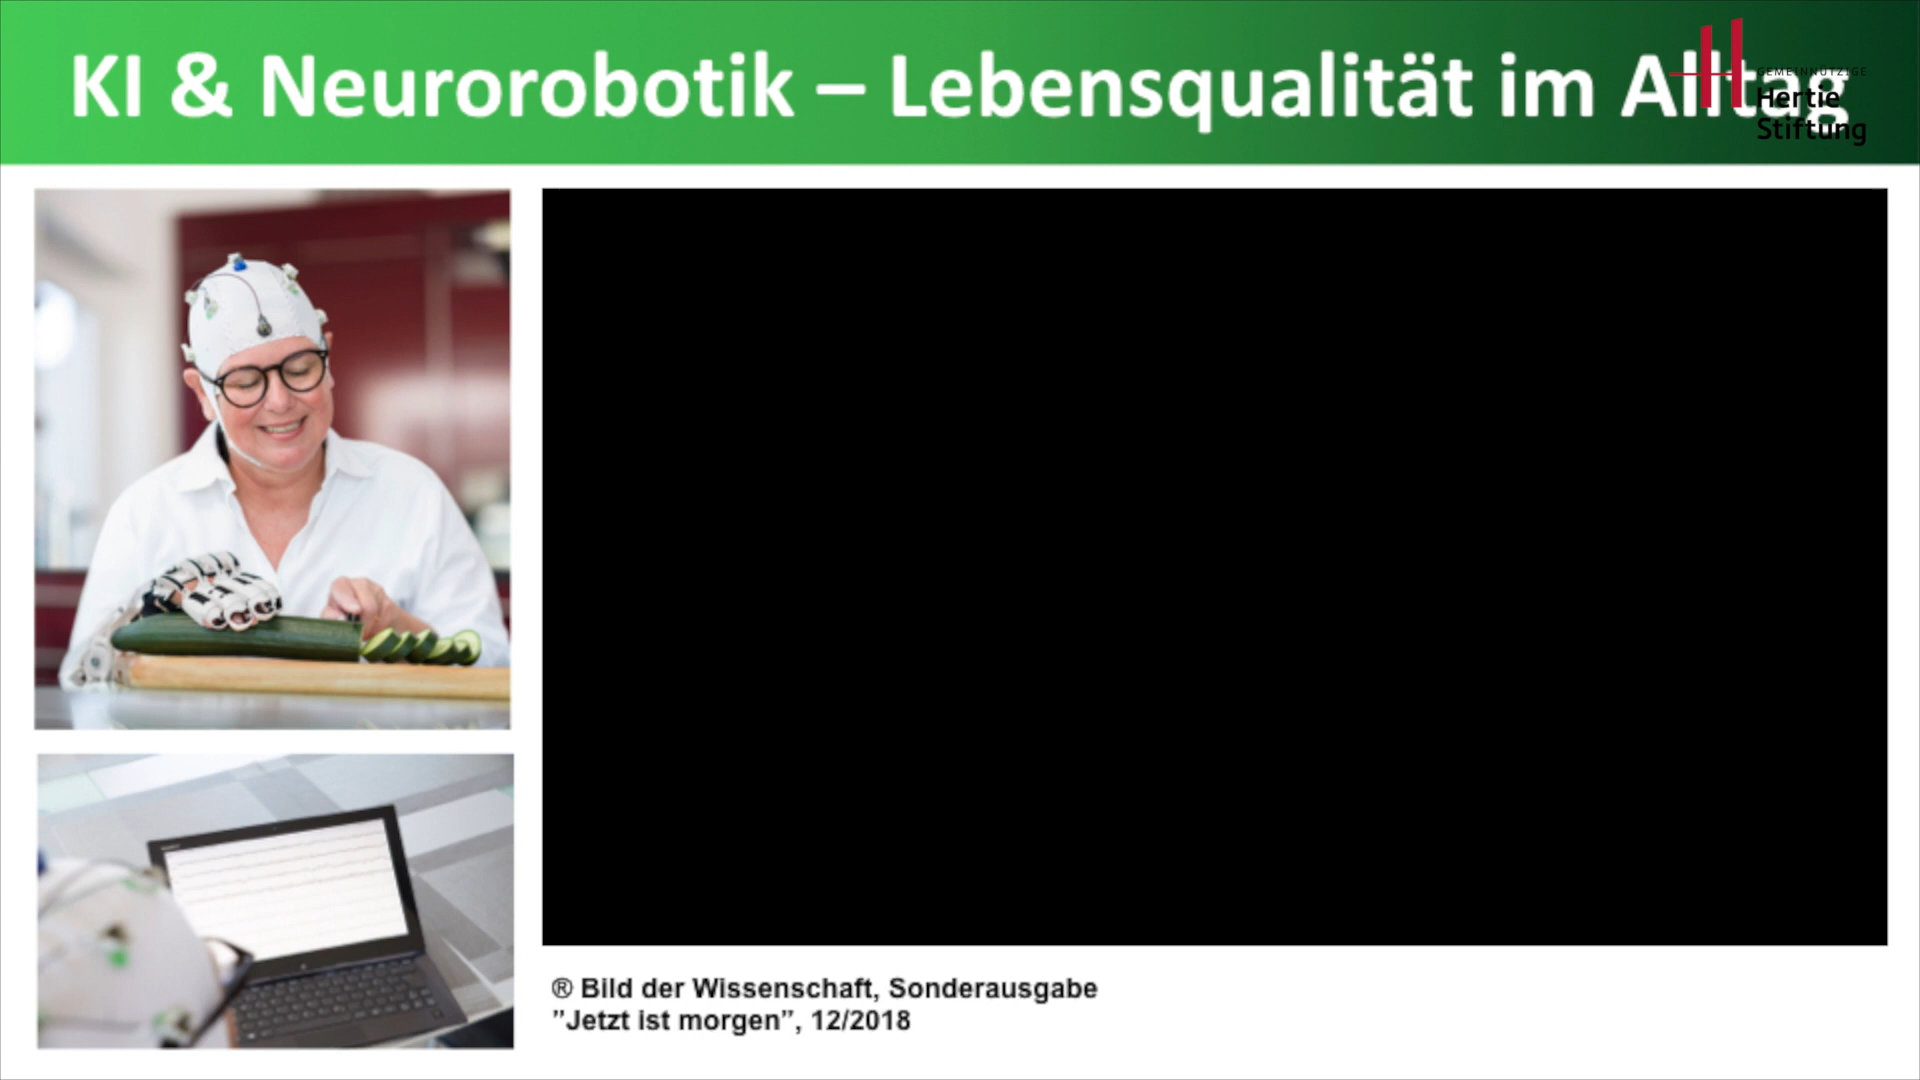 KI & Neurorobotik – Lebensqualität im Alltag
GEMEINNÜTZIGE
Hertie
Stiftung
® Bild der Wissenschaft, Sonderausgabe
”Jetzt ist morgen”, 12/2018